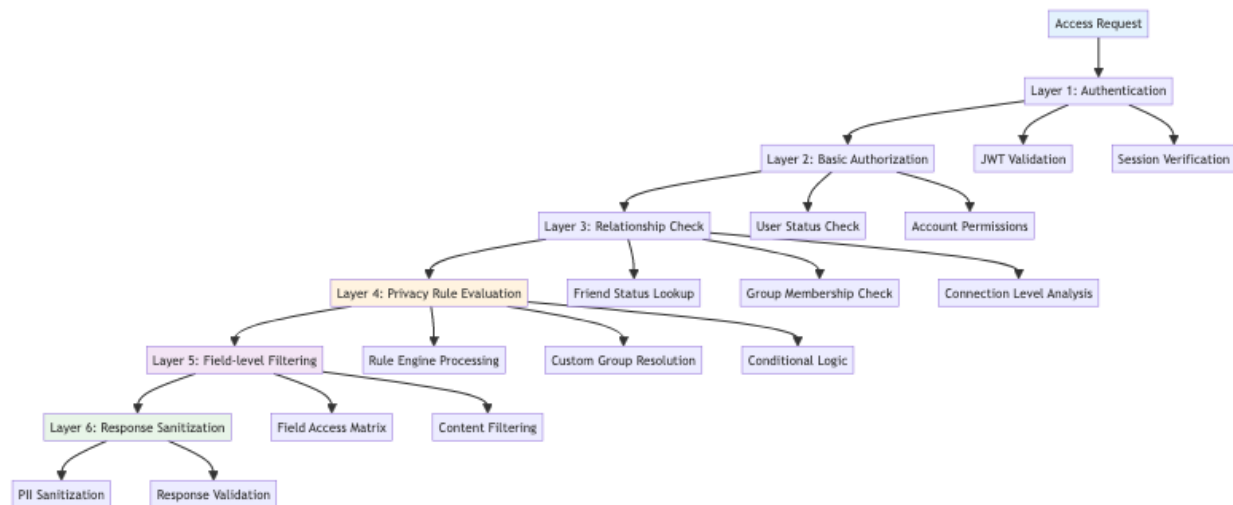 Access Request
Layer 1: Authentication
Layer 2: Basic Authorization
JWT Validation
Session Verification
Layer 3: Relationship Check
User Status Check
Account Permissions
Layer 4: Privacy Rule Evaluation
Friend Status Lookup
Group Membership Check
Connection Level Analysis
Layer 5: Field-level Filtering
Rule Engine Processing
Custom Group Resolution
Conditional Logic
Layer 6: Response Sanitization
Field Access Matrix
Content Filtering
PII Sanitization
Response Validation